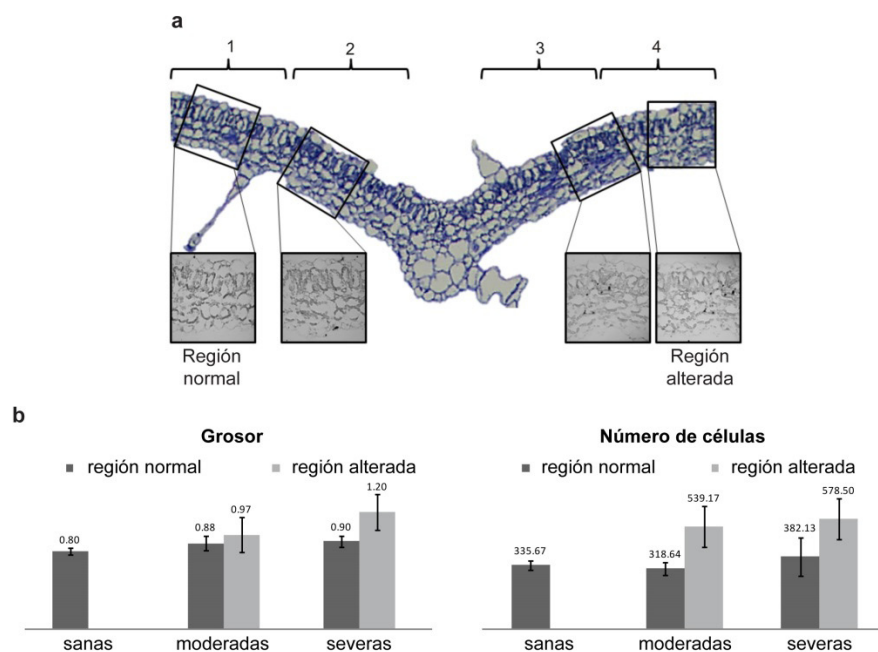 a
1 2 3 4
Región normal
Región alterada
b
Grosor
región normal región alterada
0.80 0.88 0.97 0.90 1.20
sanas moderadas severas
Número de células
región normal región alterada
335.67 318.64 539.17 382.13 578.50
sanas moderadas severas